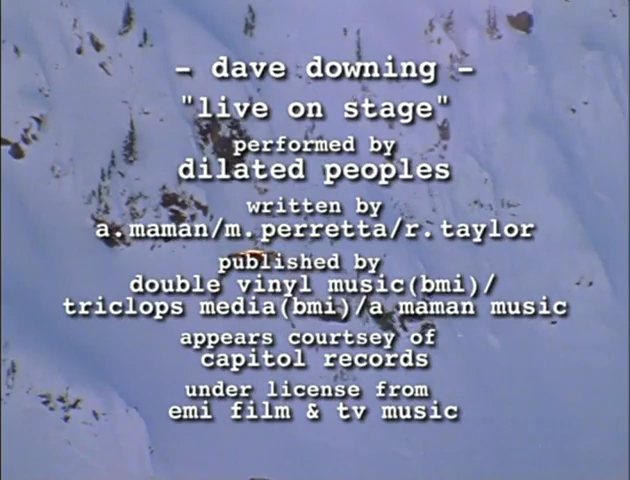 - dave downing -
"live on stage"
performed by
dilated peoples
written by
a.maman/m.perretta/r.taylor
published by
double vinyl music(bmi)/
triclops media(bmi)/a maman music
appears courtsey of
capitol records
under license from
emi film & tv music